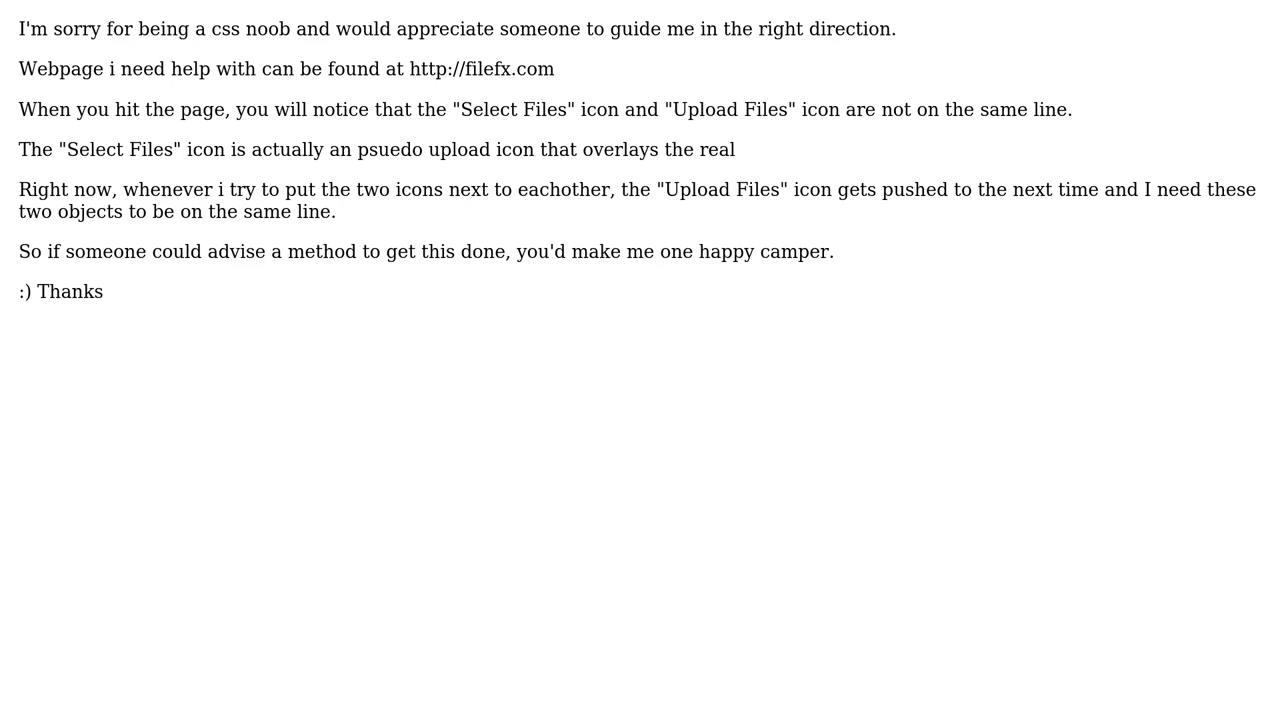 I'm sorry for being a css noob and would appreciate someone to guide me in the right direction.
Webpage i need help with can be found at http://filefx.com
When you hit the page, you will notice that the "Select Files" icon and "Upload Files" icon are not on the same line.
The "Select Files" icon is actually an psuedo upload icon that overlays the real
Right now, whenever i try to put the two icons next to eachother, the "Upload Files" icon gets pushed to the next time and I need these
two objects to be on the same line.
So if someone could advise a method to get this done, you'd make me one happy camper.
:) Thanks